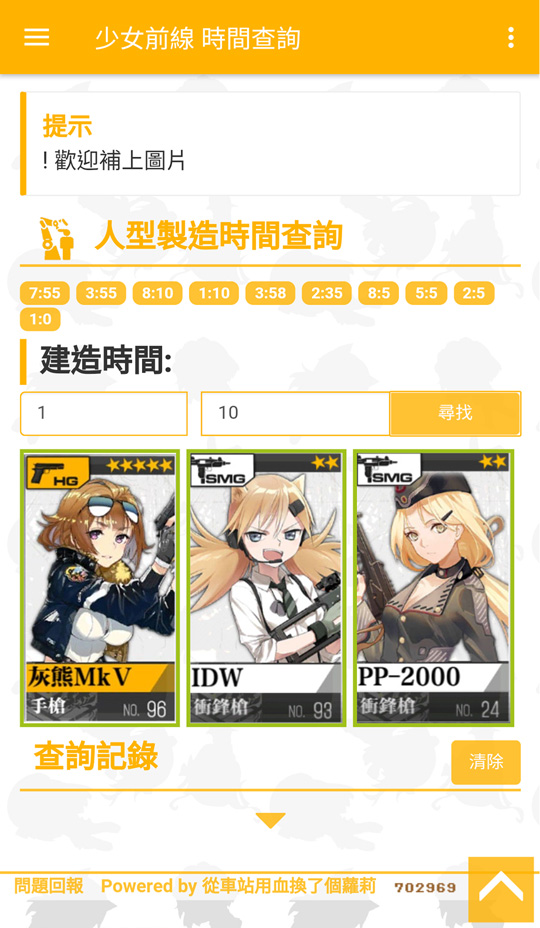 少女前線 時間查詢
提示
! 歡迎補上圖片
人型製造時間查詢
7:55 3:55 8:10 1:10 3:58 2:35 8:5 5:5 2:5
1:0
建造時間:
1 10 尋找
HG SMG SMG
灰熊MkV IDW PP-2000
手槍 NO. 96 衝鋒槍 NO. 93 衝鋒槍 NO. 24
查詢記錄 清除
問題回報 Powered by 從車站用血換了個蘿莉 702969